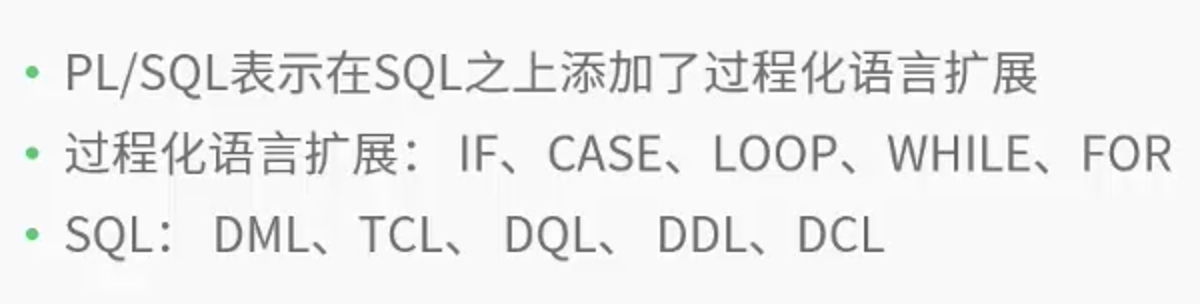 • PL/SQL表示在SQL之上添加了过程化语言扩展
• 过程化语言扩展： IF、CASE、LOOP、WHILE、FOR
• SQL： DML、TCL、 DQL、 DDL、DCL